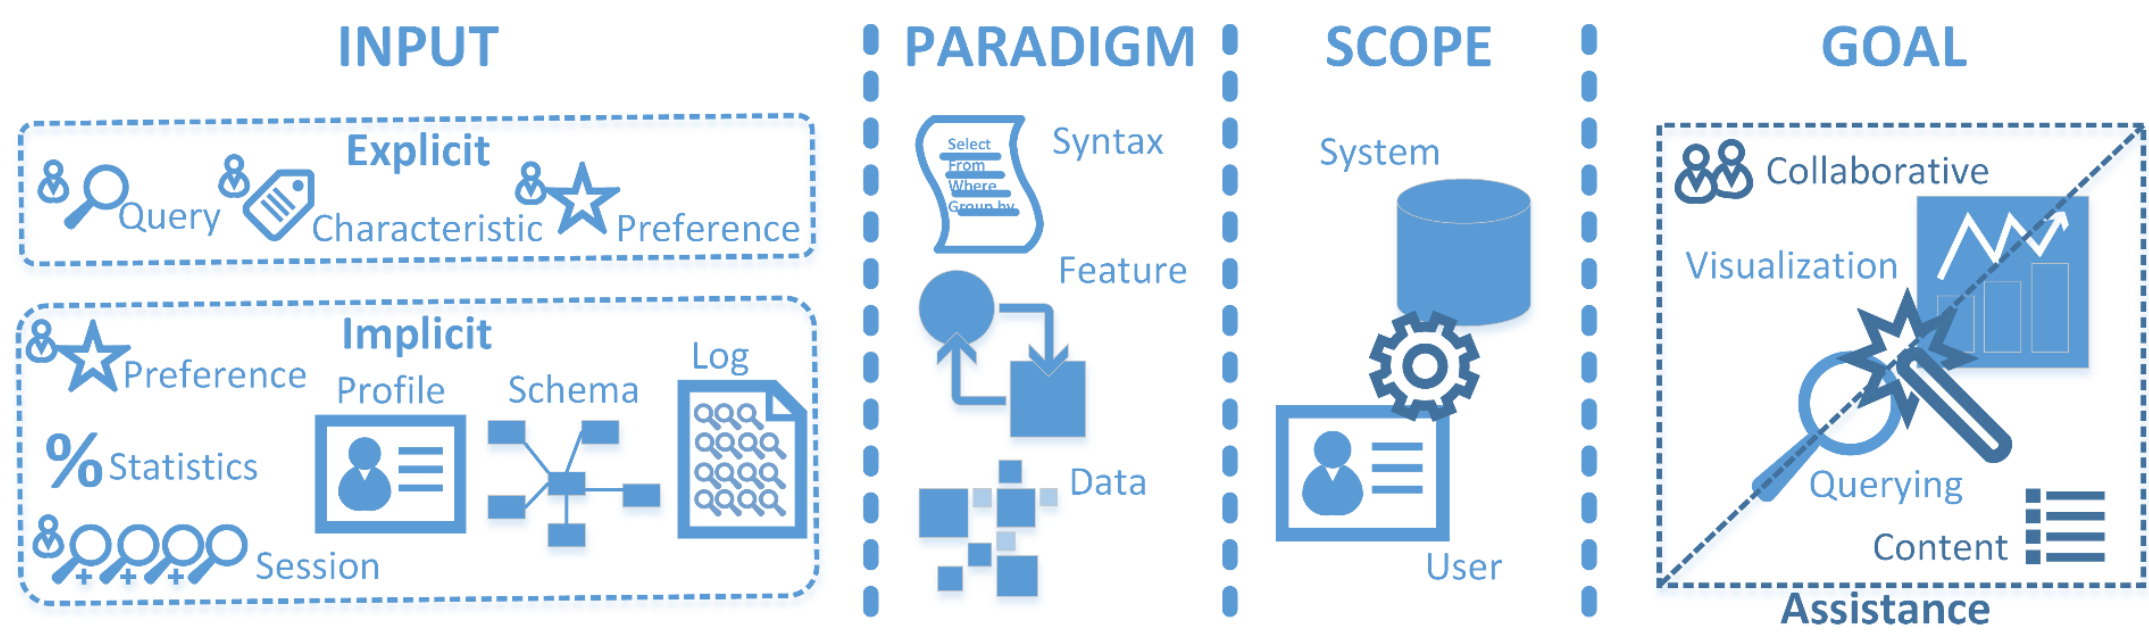 INPUT
Explicit
Query
Characteristic
Preference
Implicit
Preference
Profile
Schema
Log
%
Statistics
Session
PARADIGM
Syntax
Select
From
Where
Group by
Feature
Data
SCOPE
System
User
GOAL
Collaborative
Visualization
Querying
Content
Assistance